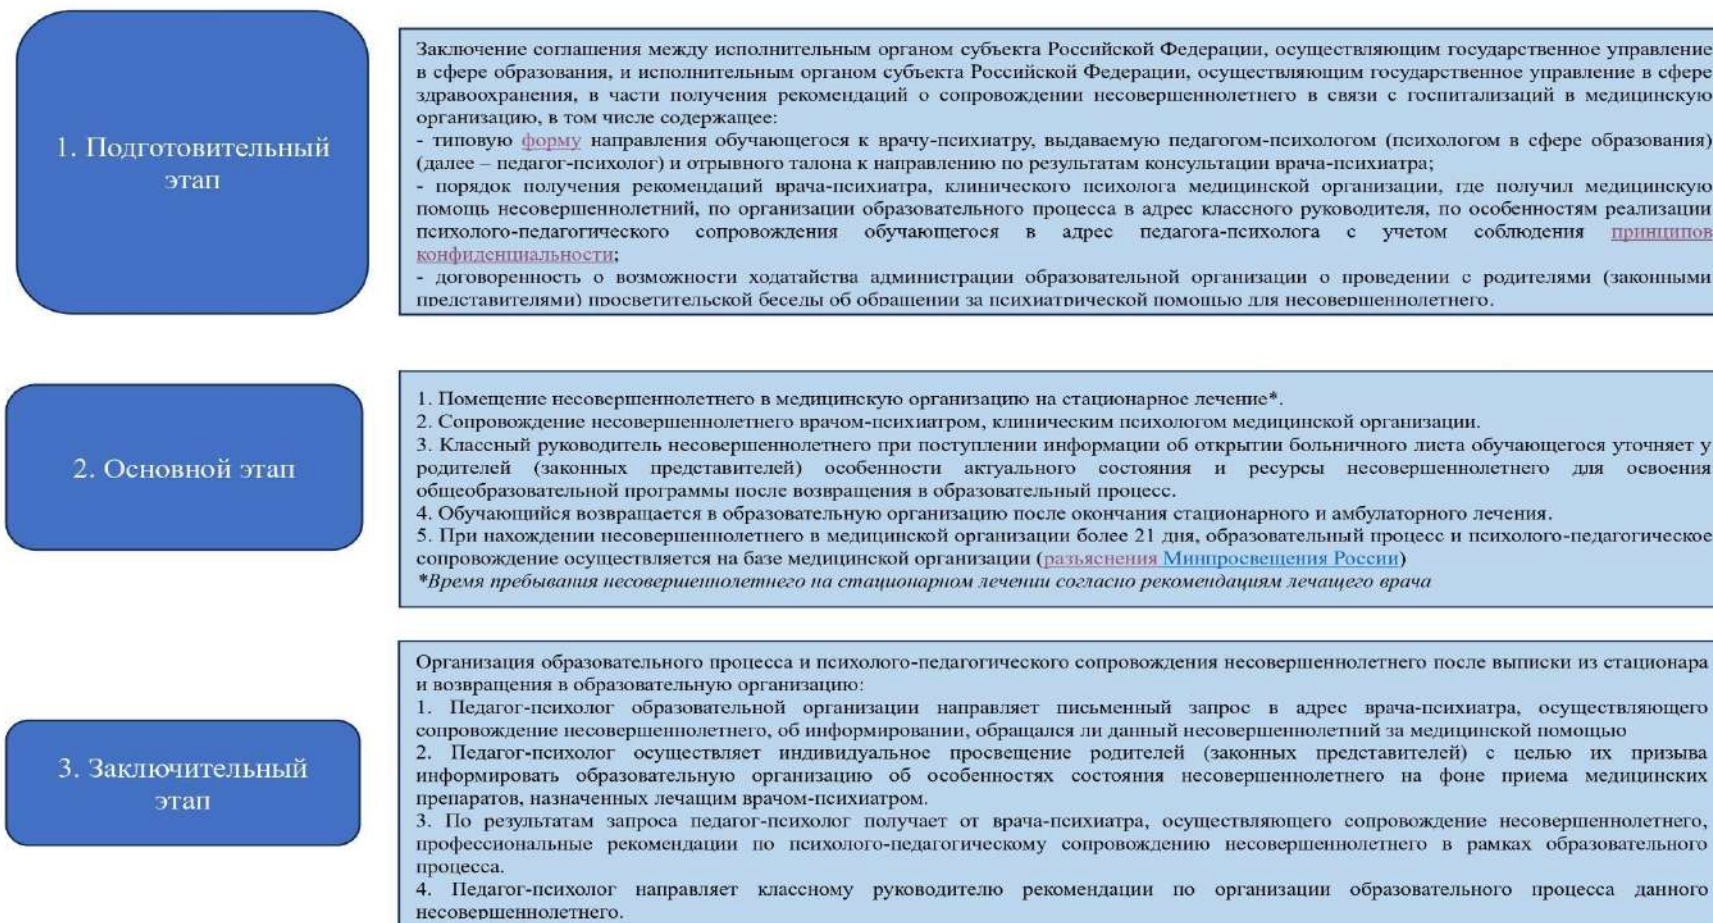 1. Подготовительный
этап
Заключение соглашения между исполнительным органом субъекта Российской Федерации, осуществляющим государственное управление
в сфере образования, и исполнительным органом субъекта Российской Федерации, осуществляющим государственное управление в сфере
здравоохранения, в части получения рекомендаций о сопровождении несовершеннолетнего в связи с госпитализаций в медицинскую
организацию, в том числе содержащее:
- типовую форму направления обучающегося к врачу-психиатру, выдаваемую педагогом-психологом (психологом в сфере образования)
(далее – педагог-психолог) и отрывного талона к направлению по результатам консультации врача-психиатра;
- порядок получения рекомендаций врача-психиатра, клинического психолога медицинской организации, где получил медицинскую
помощь несовершеннолетний, по организации образовательного процесса в адрес классного руководителя, по особенностям реализации
психолого-педагогического сопровождения обучающегося в адрес педагога-психолога с учетом соблюдения принципов
конфиденциальности;
- договоренность о возможности ходатайства администрации образовательной организации о проведении с родителями (законными
представителями) просветительской беседы об обращении за психиатрической помощью для несовершеннолетнего.
2. Основной этап
1. Помещение несовершеннолетнего в медицинскую организацию на стационарное лечение*.
2. Сопровождение несовершеннолетнего врачом-психиатром, клиническим психологом медицинской организации.
3. Классный руководитель несовершеннолетнего при поступлении информации об открытии больничного листа обучающегося уточняет у
родителей (законных представителей) особенности актуального состояния и ресурсы несовершеннолетнего для освоения
общеобразовательной программы после возвращения в образовательный процесс.
4. Обучающийся возвращается в образовательную организацию после окончания стационарного и амбулаторного лечения.
5. При нахождении несовершеннолетнего в медицинской организации более 21 дня, образовательный процесс и психолого-педагогическое
сопровождение осуществляется на базе медицинской организации (разъяснения Минпросвещения России)
*Время пребывания несовершеннолетнего на стационарном лечении согласно рекомендациям лечащего врача
3. Заключительный
этап
Организация образовательного процесса и психолого-педагогического сопровождения несовершеннолетнего после выписки из стационара
и возвращения в образовательную организацию:
1. Педагог-психолог образовательной организации направляет письменный запрос в адрес врача-психиатра, осуществляющего
сопровождение несовершеннолетнего, об информировании, обращался ли данный несовершеннолетний за медицинской помощью
2. Педагог-психолог осуществляет индивидуальное просвещение родителей (законных представителей) с целью их призыва
информировать образовательную организацию об особенностях состояния несовершеннолетнего на фоне приема медицинских
препаратов, назначенных лечащим врачом-психиатром.
3. По результатам запроса педагог-психолог получает от врача-психиатра, осуществляющего сопровождение несовершеннолетнего,
профессиональные рекомендации по психолого-педагогическому сопровождению несовершеннолетнего в рамках образовательного
процесса.
4. Педагог-психолог направляет классному руководителю рекомендации по организации образовательного процесса данного
несовершеннолетнего.